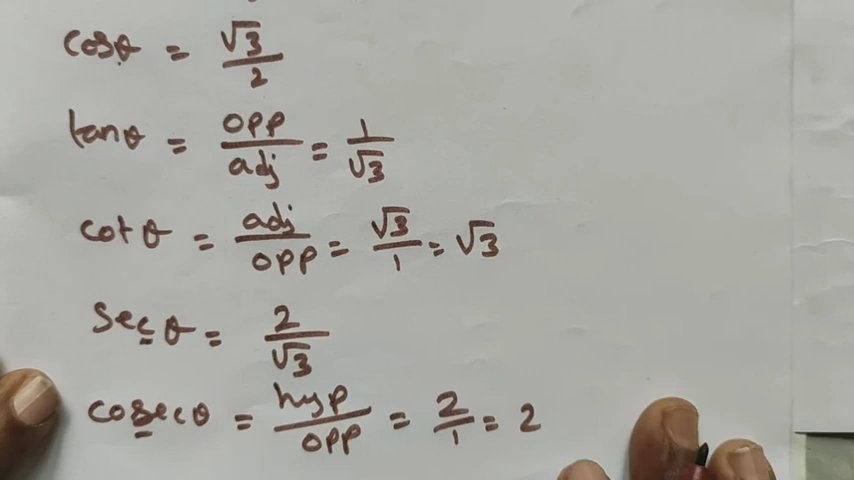 cosθ = √3/2
tanθ = opp/adj = 1/√3
cotθ = adj/opp = √3/1 = √3
secθ = 2/√3
cosecθ = hyp/opp = 2/1 = 2